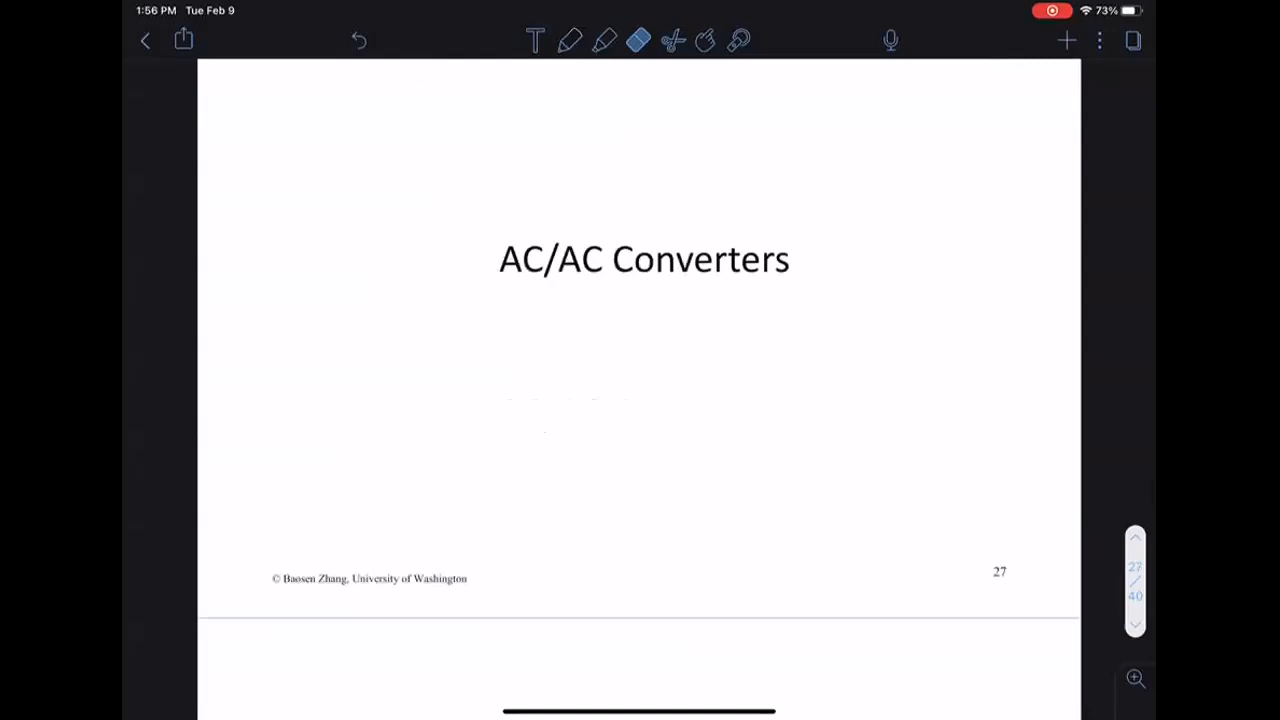 1:56 PM Tue Feb 9
73%
T
AC/AC Converters
© Baosen Zhang, University of Washington
27
27
/
40